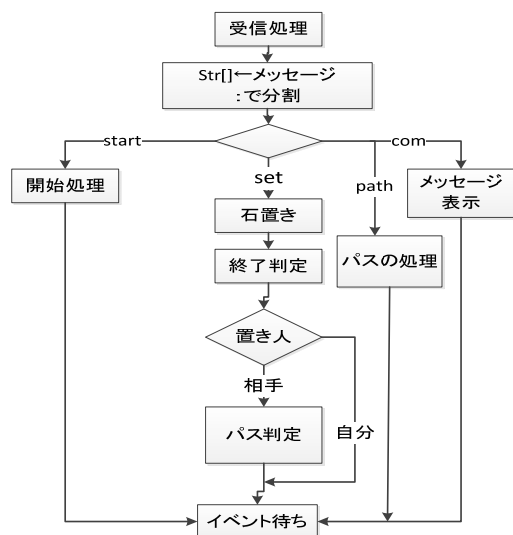 受信処理
Str[]←メッセージ
：で分割
start
com
set
path
開始処理
メッセージ
表示
石置き
パスの処理
終了判定
置き人
相手
自分
パス判定
イベント待ち